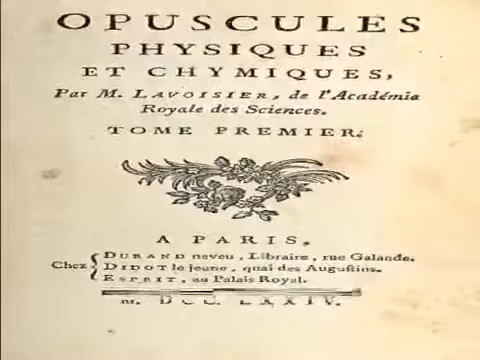 OPUSCULES
PHYSIQUES
ET CHYMIQUES,
Par M. LAVOISIER, de l'Académie
Royale des Sciences.
TOME PREMIER.
A PARIS,
Chez { DURAND neveu, Libraire, rue Galande.
DIDOT le jeune, quai des Augustins.
ESPRIT, au Palais Royal.
M. DCC. LXXIV.